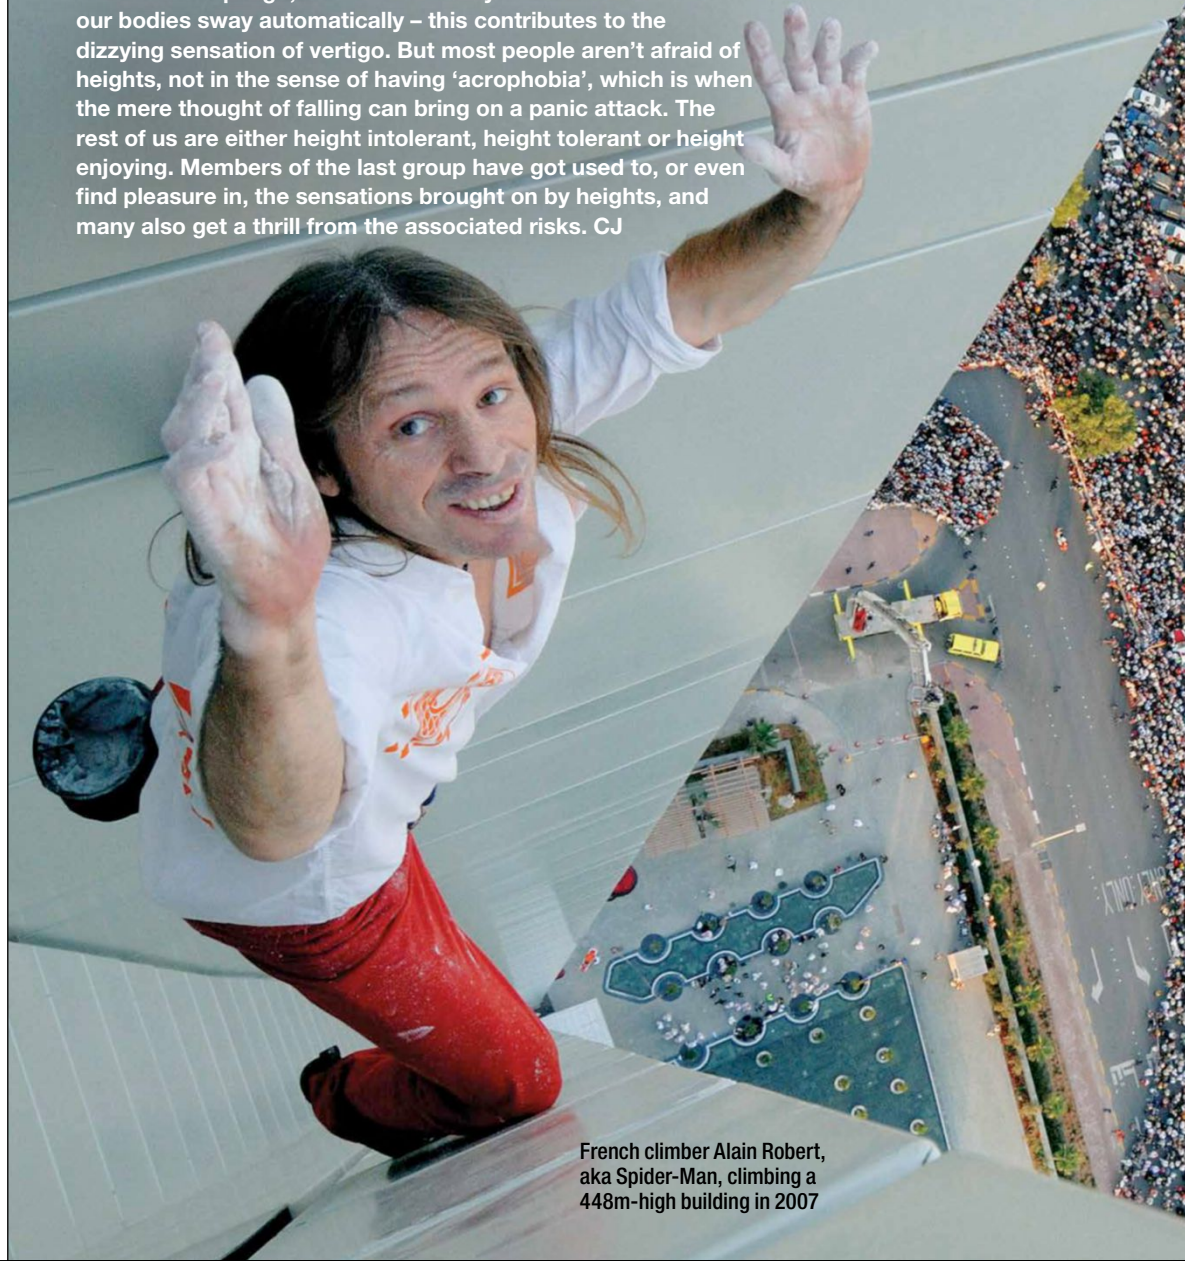 our bodies sway automatically – this contributes to the
dizzying sensation of vertigo. But most people aren’t afraid of
heights, not in the sense of having ‘acrophobia’, which is when
the mere thought of falling can bring on a panic attack. The
rest of us are either height intolerant, height tolerant or height
enjoying. Members of the last group have got used to, or even
find pleasure in, the sensations brought on by heights, and
many also get a thrill from the associated risks. CJ
French climber Alain Robert,
aka Spider-Man, climbing a
448m-high building in 2007